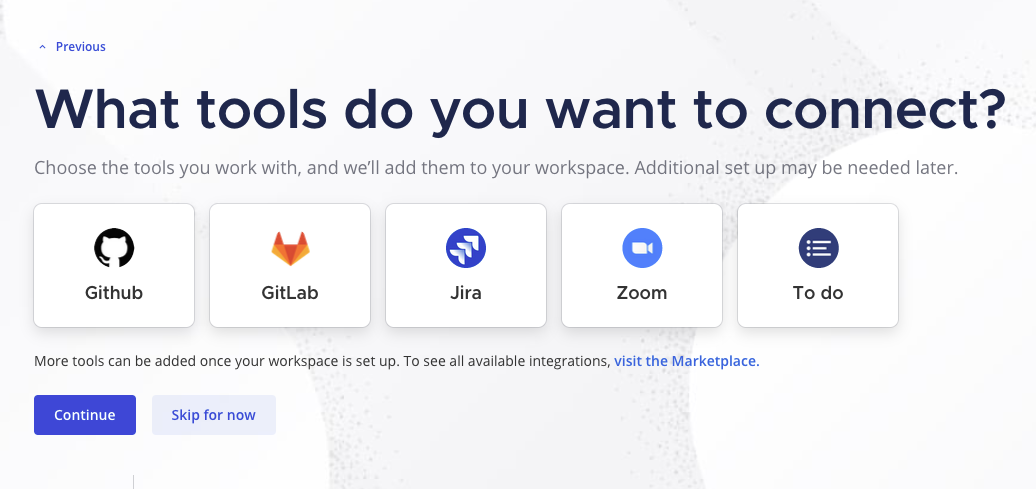 Previous
What tools do you want to connect?
Choose the tools you work with, and we’ll add them to your workspace. Additional set up may be needed later.
Github
GitLab
Jira
Zoom
To do
More tools can be added once your workspace is set up. To see all available integrations, visit the Marketplace.
Continue
Skip for now